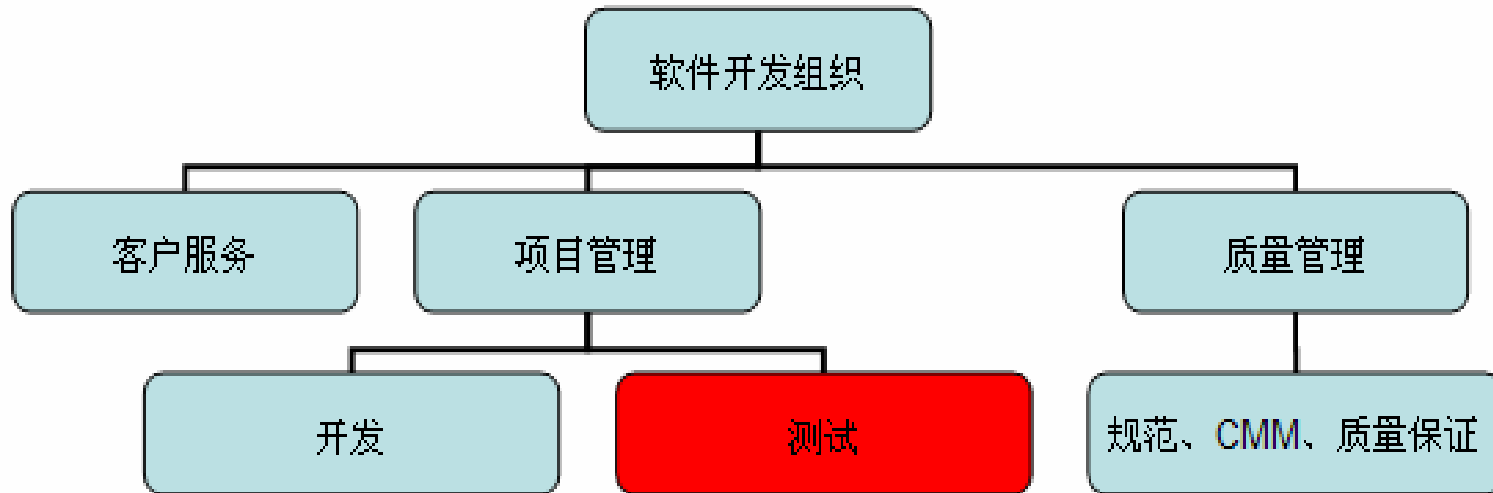 软件开发组织
客户服务
项目管理
质量管理
开发
测试
规范、CMM、质量保证